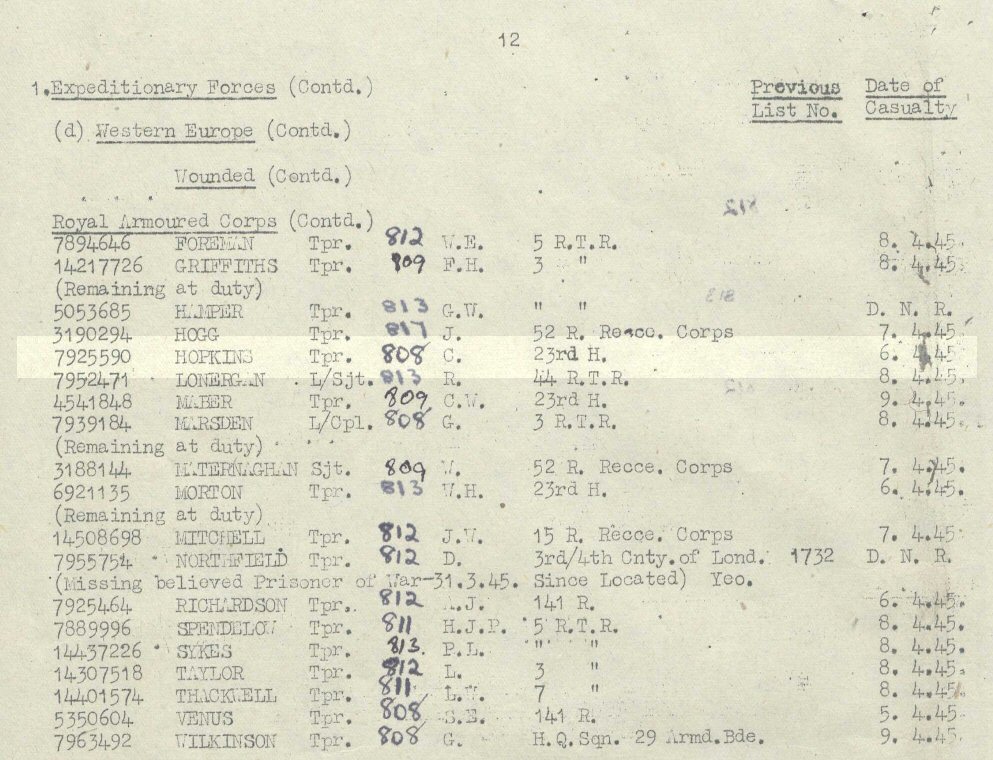 12
1.Expeditionary Forces (Contd.) Previous Date of
List No. Casualty
(d) Western Europe (Contd.)
Wounded (Contd.)
812
Royal Armoured Corps (Contd.)
7894646 FOREMAN Tpr. 812 W.E. 5 R.T.R. 8. 4.45.
14217726 GRIFFITHS Tpr. 809 F.H. 3 " 8. 4.45.
(Remaining at duty) 813
5053685 HAMPER Tpr. 813 G.W. " " D. N. R.
3190294 HOGG Tpr. 817 J. 52 R. Recce. Corps 7. 4.45.
7925590 HOPKINS Tpr. 808 C. 23rd H. 6. 4.45
7952471 LONERGAN L/Sjt. 813 R. 44 R.T.R. 8. 4.45.
4541848 MABER Tpr. 809 C.W. 23rd H. 9. 4.45.
7939184 MARSDEN L/Cpl. 808 G. 3 R.T.R. 8. 4.45.
(Remaining at duty)
3188144 MATERNAGHAN Sjt. 809 W. 52 R. Recce. Corps 7. 4.45.
6921135 MORTON Tpr. 813 W.H. 23rd H. 6. 4.45.
(Remaining at duty)
14508698 MITCHELL Tpr. 812 J.W. 15 R. Recce. Corps 7. 4.45.
7955754 NORTHFIELD Tpr. 812 D. 3rd/4th Cnty.of Lond. 1732 D. N. R.
(Missing believed Prisoner of War-31.3.45. Since Located) Yeo.
7925464 RICHARDSON Tpr. 812 A.J. 141 R. 6. 4.45.
7889996 SPENDELOW Tpr. 811 H.J.P. 5 R.T.R. 8. 4.45.
14437226 SYKES Tpr. 813. P.L. " " 8. 4.45.
14307518 TAYLOR Tpr. 812 L. 3 " 8. 4.45.
14401574 THACKWELL Tpr. 811 L.W. 7 " 8. 4.45.
5350604 VENUS Tpr. 808 S.E. 141 R. 5. 4.45.
7963492 WILKINSON Tpr. 808 G. H.Q.Sqn. 29 Armd.Bde. 9. 4.45.